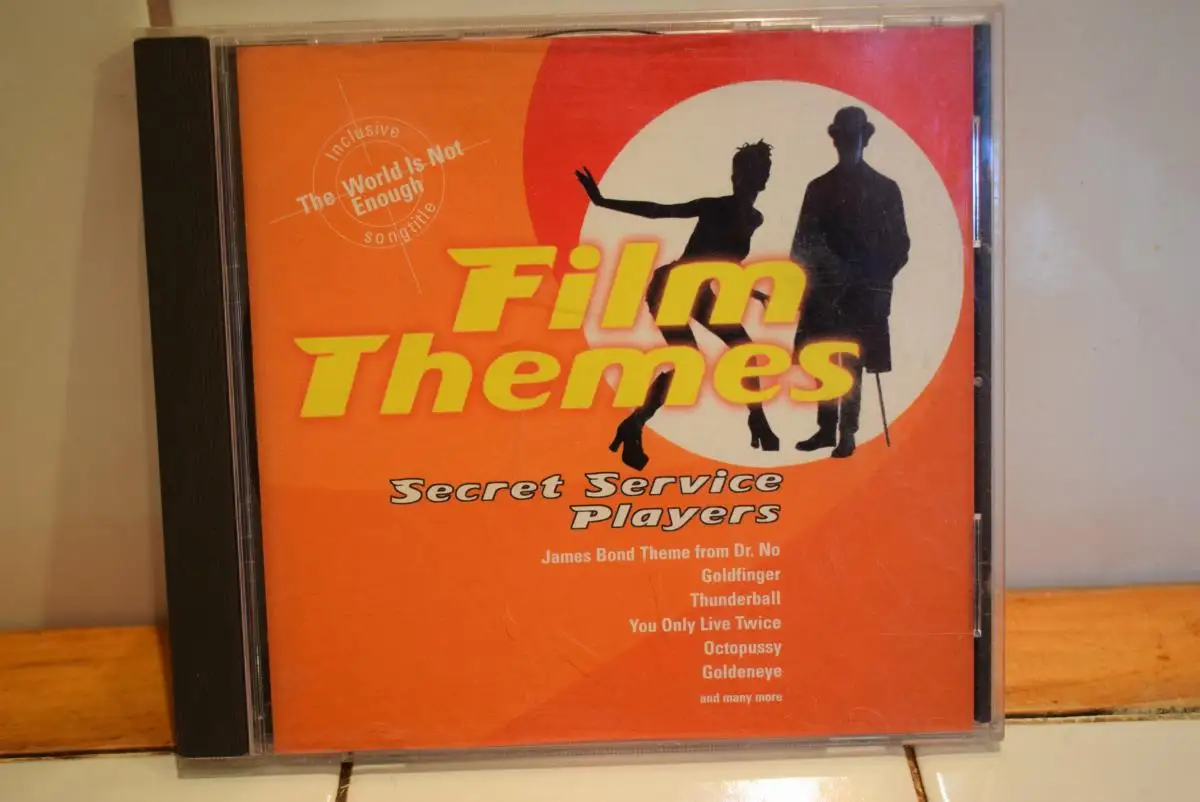 Inclusive
The World Is Not
Enough
songtitle
Film
Themes
Secret Service
Players
James Bond Theme from Dr. No
Goldfinger
Thunderball
You Only Live Twice
Octopussy
Goldeneye
and many more